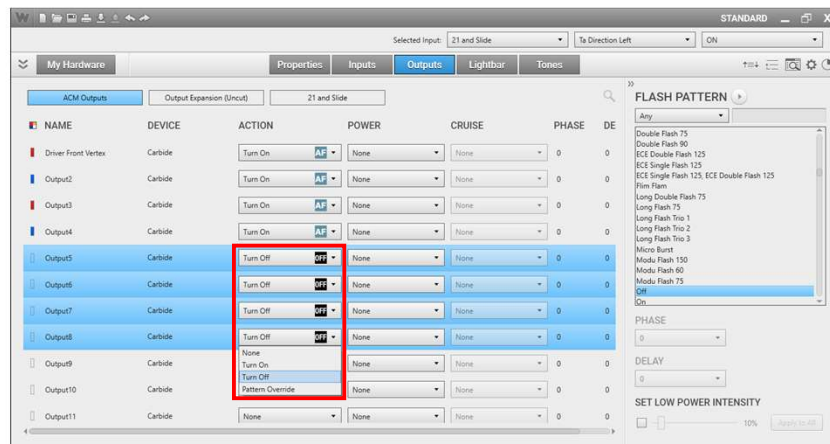 W STANDARD
Selected Input: 21 and Slide Ta Direction Left ON
My Hardware Properties Inputs Outputs Lightbar Tones
ACM Outputs Output Expansion (Uncut) 21 and Slide
NAME DEVICE ACTION POWER CRUISE PHASE DE
Driver Front Vertex Carbide Turn On AF None None 0 0
Output2 Carbide Turn On AF None None 0 0
Output3 Carbide Turn On AF None None 0 0
Output4 Carbide Turn On AF None None 0 0
Output5 Carbide Turn Off OFF None None 0 0
Output6 Carbide Turn Off OFF None None 0 0
Output7 Carbide Turn Off OFF None None 0 0
Output8 Carbide Turn Off OFF None None 0 0
None
Turn On
Turn Off
Pattern Override
Output9 Carbide None None 0 0
Output10 Carbide None None 0 0
Output11 Carbide None None None 0 0
FLASH PATTERN
Any
Double Flash 75
Double Flash 90
ECE Double Flash 125
ECE Single Flash 125
ECE Single Flash 125, ECE Double Flash 125
Flim Flam
Long Double Flash 75
Long Flash 75
Long Flash Trio 1
Long Flash Trio 2
Long Flash Trio 3
Micro Burst
Modu Flash 150
Modu Flash 60
Modu Flash 75
Off
On
PHASE
0
DELAY
0
SET LOW POWER INTENSITY
10% Apply to All